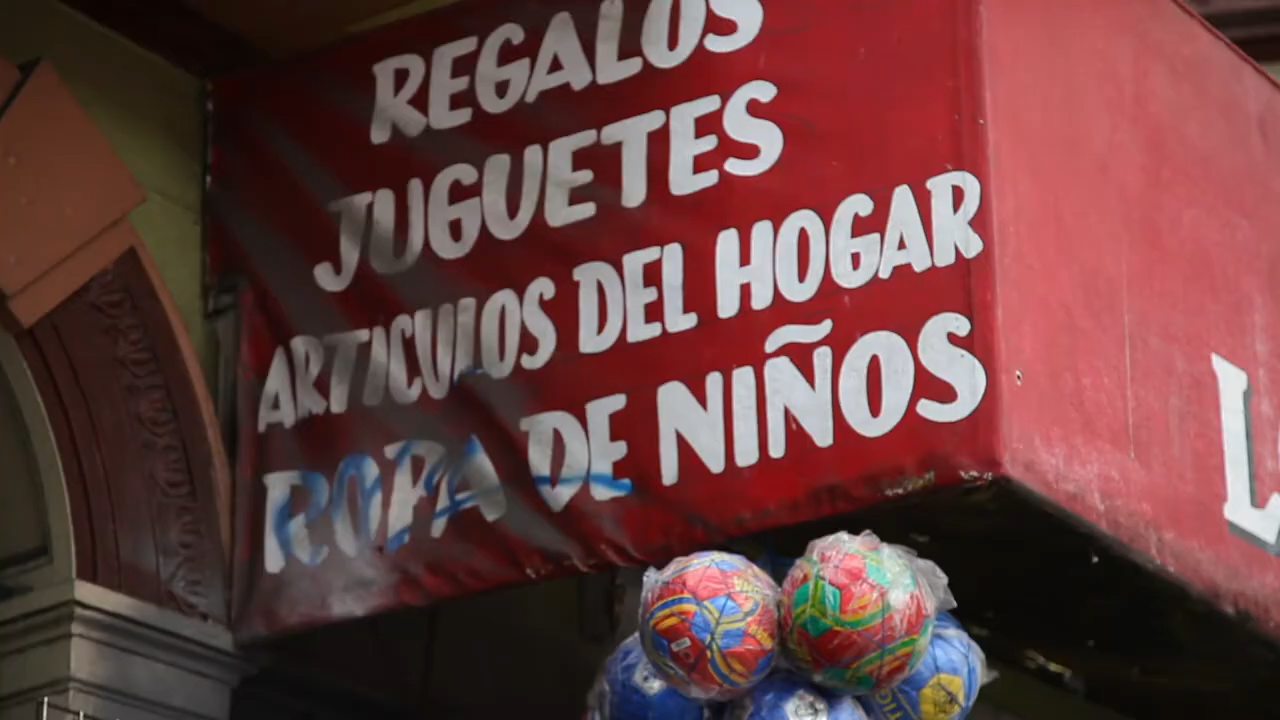 REGALOS
JUGUETES
ARTICULOS DEL HOGAR
ROPA DE NIÑOS
L